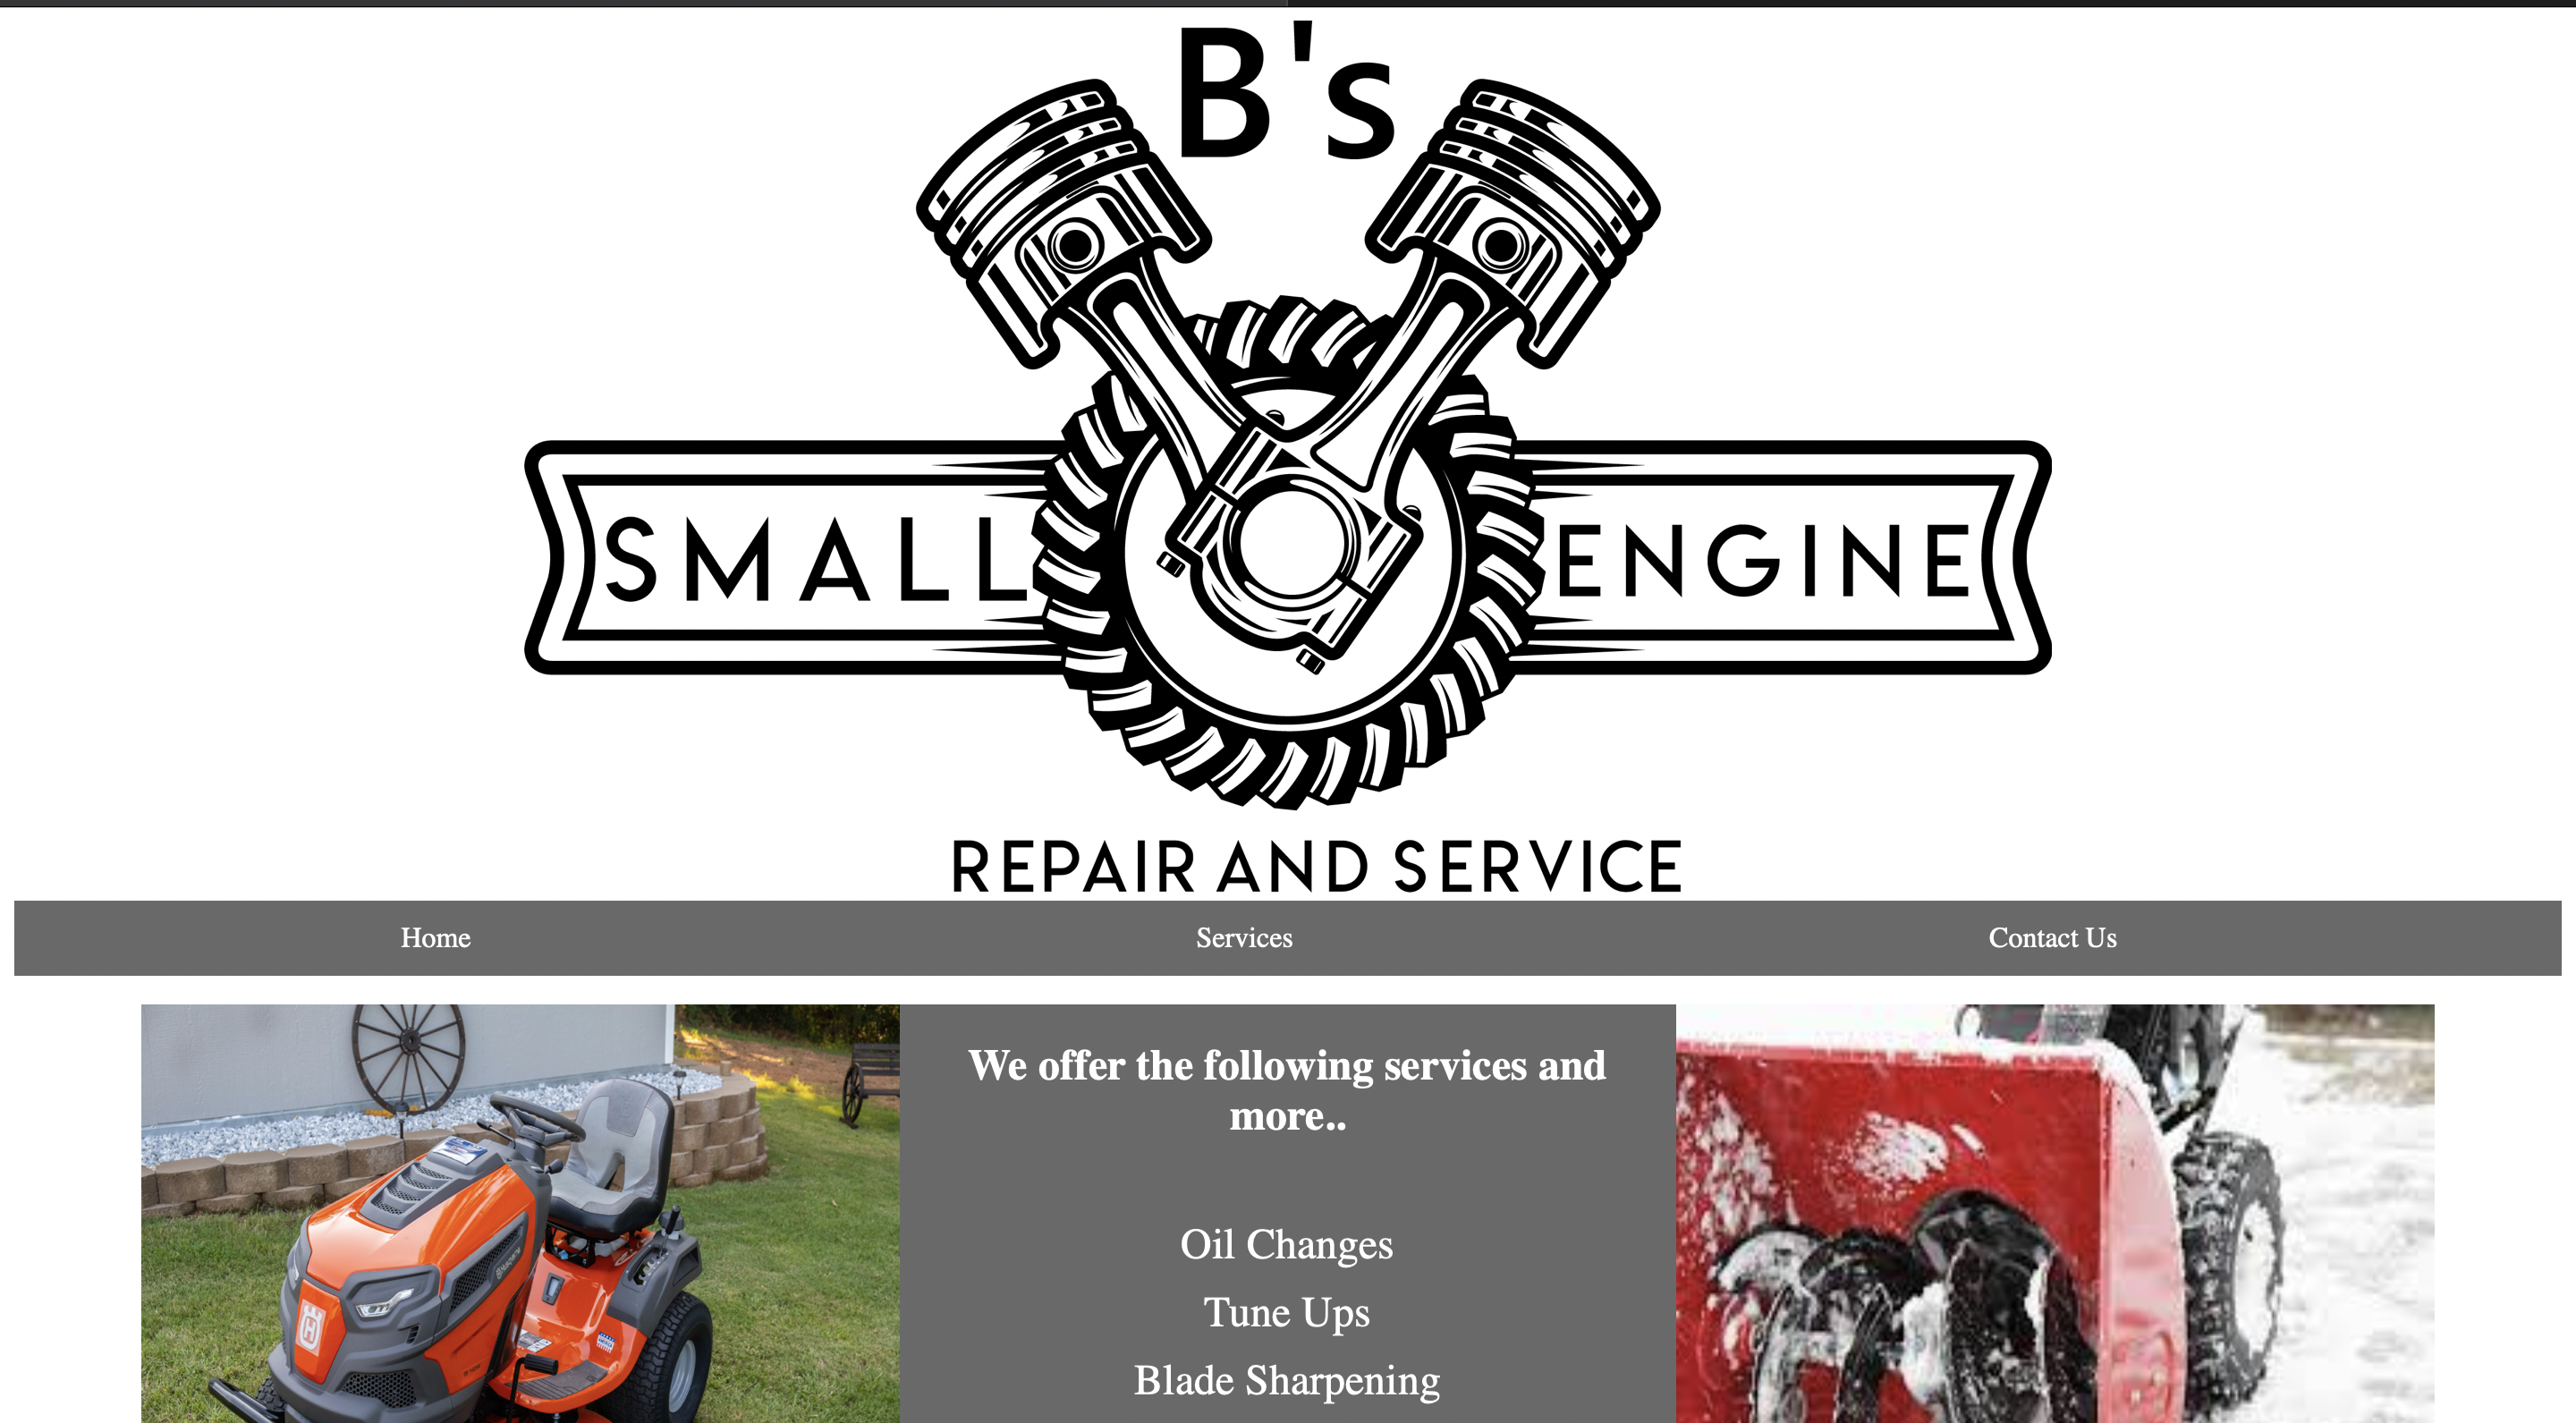 B's
SMALL ENGINE
REPAIR AND SERVICE
Home Services Contact Us
We offer the following services and
more..
Oil Changes
Tune Ups
Blade Sharpening